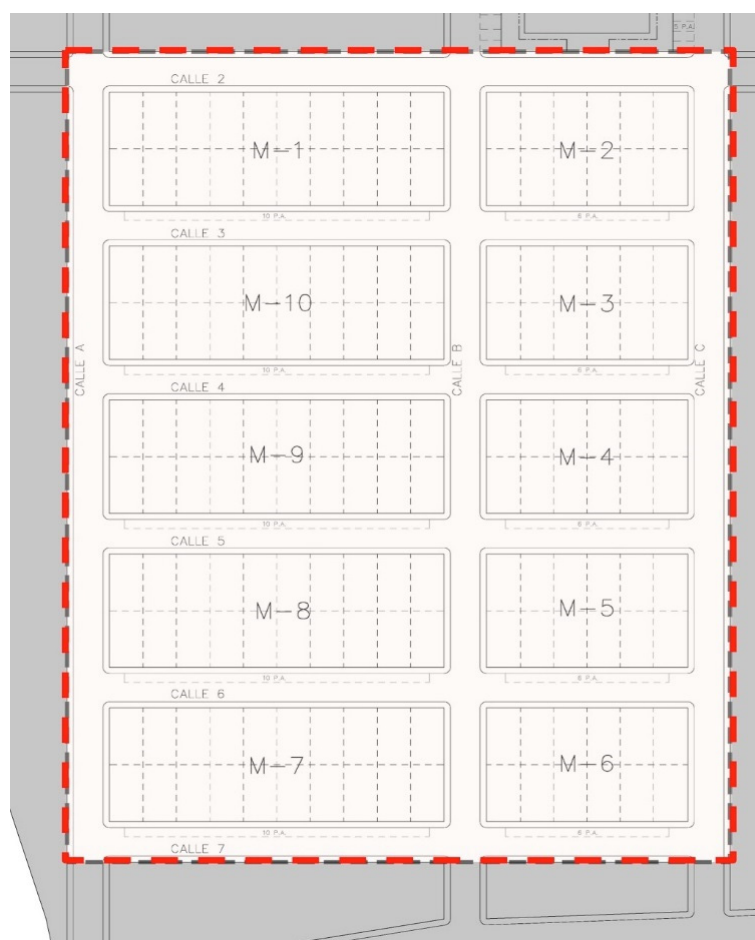 5 P.A.
CALLE 2
M-1
M-2
10 P.A.
6 P.A.
CALLE 3
M-10
M-3
CALLE A
CALLE B
CALLE C
10 P.A.
6 P.A.
CALLE 4
M-9
M-4
10 P.A.
6 P.A.
CALLE 5
M-8
M-5
10 P.A.
6 P.A.
CALLE 6
M-7
M-6
10 P.A.
6 P.A.
CALLE 7